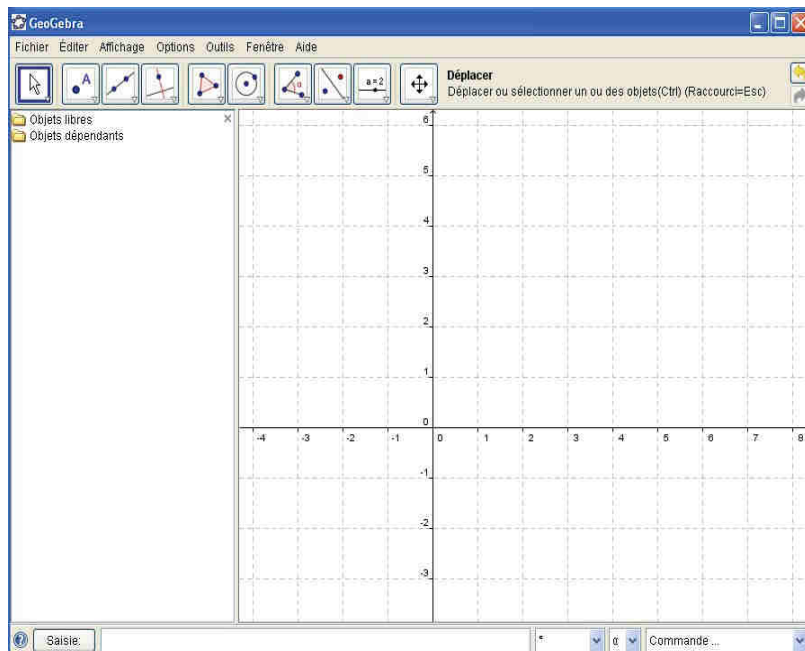 GeoGebra
Fichier Éditer Affichage Options Outils Fenêtre Aide
A
α
a=2
Déplacer
Déplacer ou sélectionner un ou des objets(Ctrl) (Raccourci=Esc)
Objets libres
Objets dépendants
6
5
4
3
2
1
0
-4 -3 -2 -1 0 1 2 3 4 5 6 7 8
-1
-2
-3
Saisie: α Commande ...